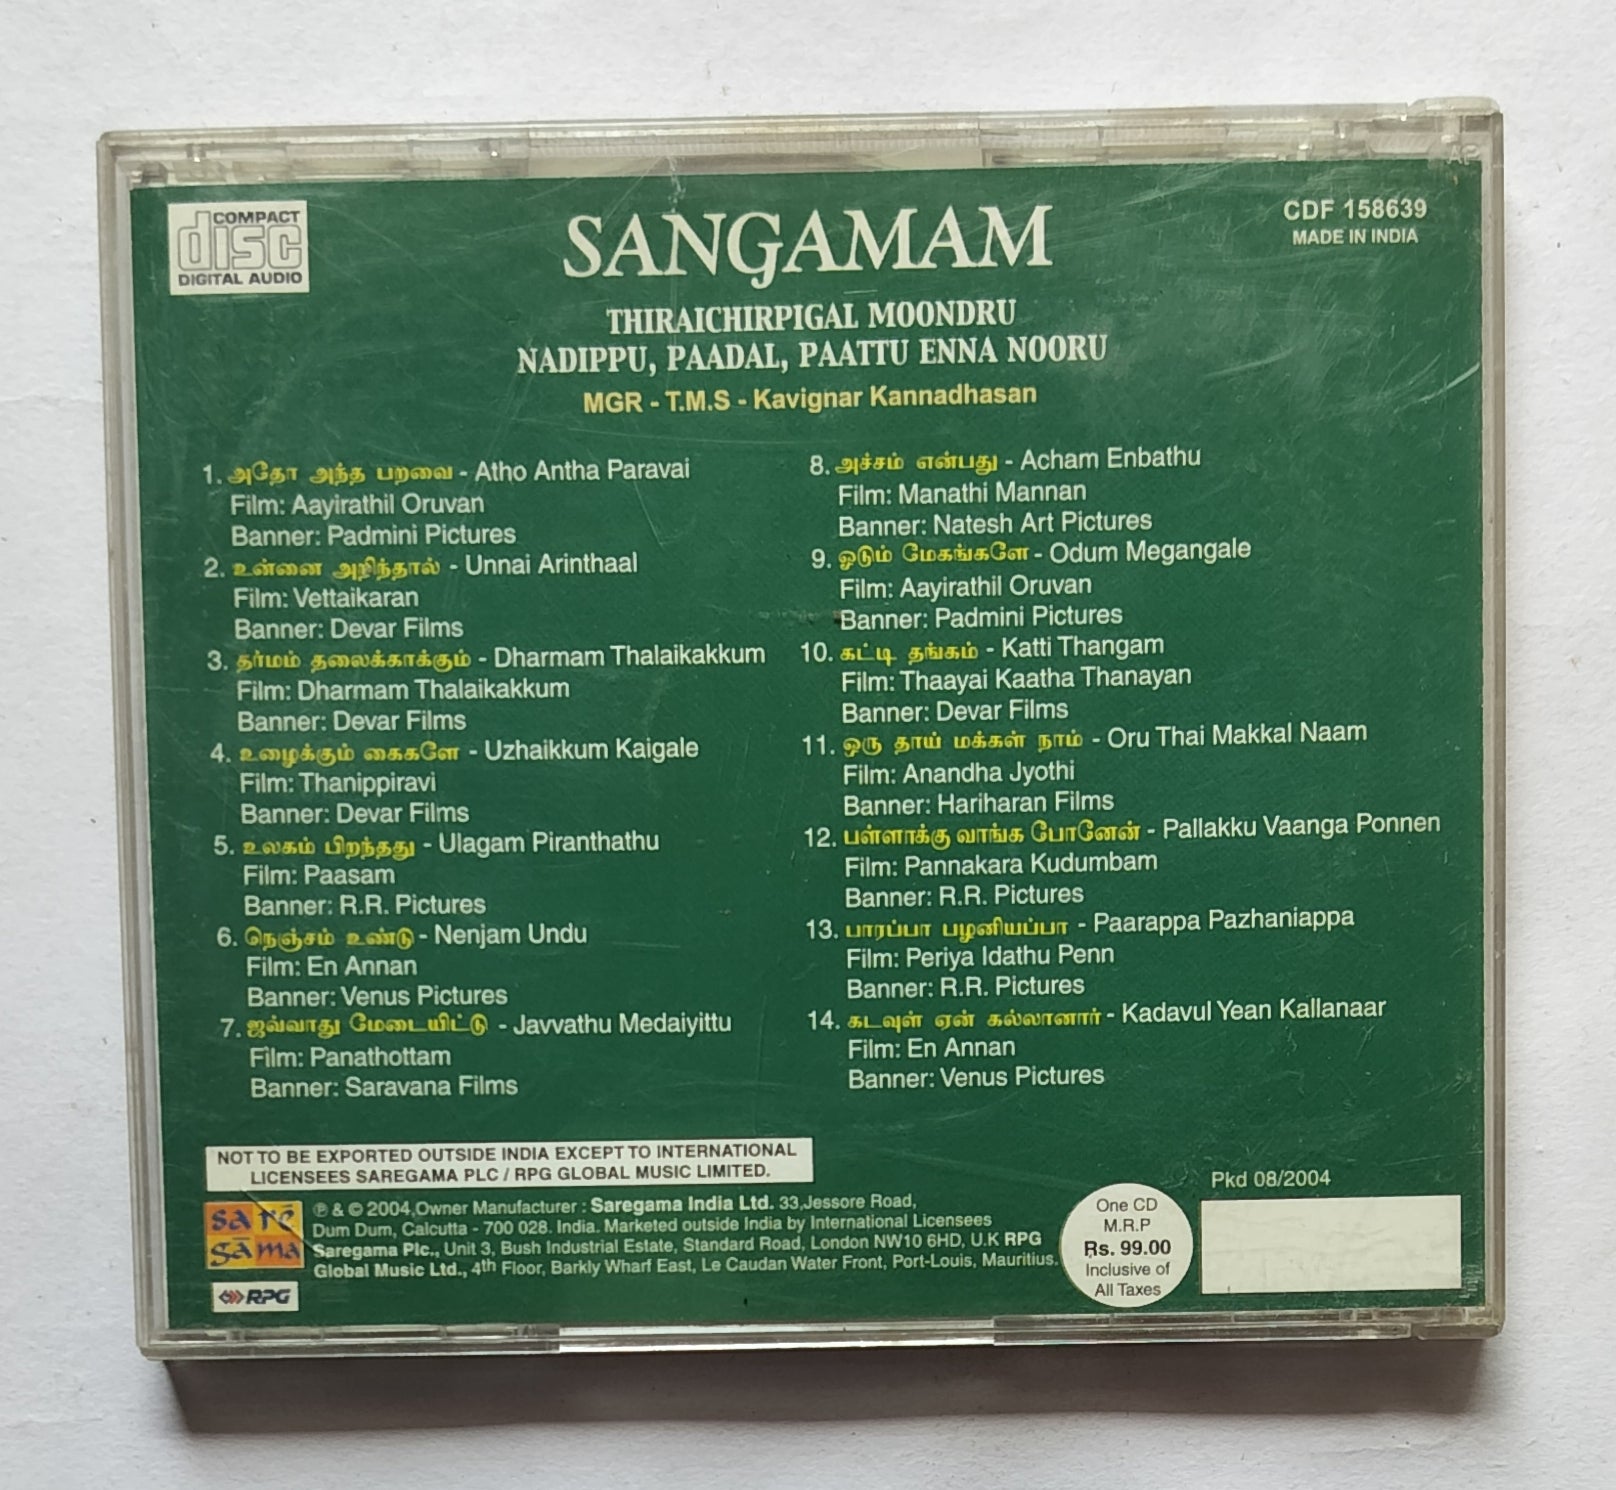 COMPACT
disc
DIGITAL AUDIO
SANGAMAM
CDF 158639
MADE IN INDIA
THIRAICHIRPIGAL MOONDRU
NADIPPU, PAADAL, PAATTU ENNA NOORU
MGR - T.M.S - Kavignar Kannadhasan
1. அதோ அந்த பறவை - Atho Antha Paravai
Film: Aayirathil Oruvan
Banner: Padmini Pictures
2. உன்னை அறிந்தால் - Unnai Arinthaal
Film: Vettaikaran
Banner: Devar Films
3. தர்மம் தலைக்காக்கும் - Dharmam Thalaikakkum
Film: Dharmam Thalaikakkum
Banner: Devar Films
4. உழைக்கும் கைகளே - Uzhaikkum Kaigale
Film: Thanippiravi
Banner: Devar Films
5. உலகம் பிறந்தது - Ulagam Piranthathu
Film: Paasam
Banner: R.R. Pictures
6. நெஞ்சம் உண்டு - Nenjam Undu
Film: En Annan
Banner: Venus Pictures
7. ஜவ்வாது மேடையிட்டு - Javvathu Medaiyittu
Film: Panathottam
Banner: Saravana Films
8. அச்சம் என்பது - Acham Enbathu
Film: Manathi Mannan
Banner: Natesh Art Pictures
9. ஓடும் மேகங்களே - Odum Megangale
Film: Aayirathil Oruvan
Banner: Padmini Pictures
10. கட்டி தங்கம் - Katti Thangam
Film: Thaayai Kaatha Thanayan
Banner: Devar Films
11. ஒரு தாய் மக்கள் நாம் - Oru Thai Makkal Naam
Film: Anandha Jyothi
Banner: Hariharan Films
12. பள்ளாக்கு வாங்க போனேன் - Pallakku Vaanga Ponnen
Film: Pannakara Kudumbam
Banner: R.R. Pictures
13. பாரப்பா பழனியப்பா - Paarappa Pazhaniappa
Film: Periya Idathu Penn
Banner: R.R. Pictures
14. கடவுள் ஏன் கல்லானார் - Kadavul Yean Kallanaar
Film: En Annan
Banner: Venus Pictures
NOT TO BE EXPORTED OUTSIDE INDIA EXCEPT TO INTERNATIONAL
LICENSEES SAREGAMA PLC / RPG GLOBAL MUSIC LIMITED.
sa rē
gā ma
RPG
℗ & © 2004,Owner Manufacturer : Saregama India Ltd. 33,Jessore Road,
Dum Dum, Calcutta - 700 028. India. Marketed outside India by International Licensees
Saregama Plc., Unit 3, Bush Industrial Estate, Standard Road, London NW10 6HD, U.K RPG
Global Music Ltd., 4th Floor, Barkly Wharf East, Le Caudan Water Front, Port-Louis, Mauritius.
One CD
M.R.P
Rs. 99.00
Inclusive of
All Taxes
Pkd 08/2004